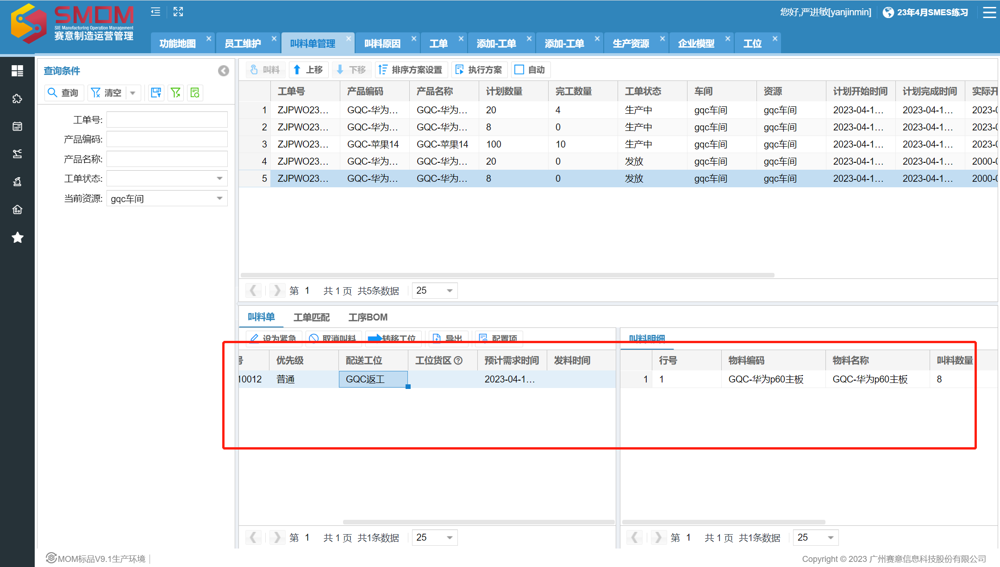 SMOM
SIE Manufacturing Operation Management
赛意制造运营管理
您好,严进敏[yanjinmin]
23年4月SMES练习
功能地图
员工维护
叫料单管理
叫料原因
工单
添加-工单
添加-工单
生产资源
企业模型
工位
查询条件
查询 清空
工单号:
产品编码:
产品名称:
工单状态:
当前资源: gqc车间
叫料 上移 下移 排序方案设置 执行方案 自动
工单号 产品编码 产品名称 计划数量 完工数量 工单状态 车间 资源 计划开始时间 计划完成时间 实际开
1 ZJPWO23... GQC-华为... GQC-华为... 20 4 生产中 gqc车间 gqc车间 2023-04-1... 2023-04-1... 2023-0
2 ZJPWO23... GQC-华为... GQC-华为... 8 0 生产中 gqc车间 gqc车间 2023-04-1... 2023-04-1... 2023-0
3 ZJPWO23... GQC-苹果14 GQC-苹果14 100 10 生产中 gqc车间 gqc车间 2023-04-1... 2023-04-1... 2023-0
4 ZJPWO23... GQC-华为... GQC-华为... 20 0 发放 gqc车间 gqc车间 2023-04-1... 2023-04-1... 2000-0
5 ZJPWO23... GQC-华为... GQC-华为... 8 0 发放 gqc车间 gqc车间 2023-04-1... 2023-04-1... 2000-0
第 1 共 1 页 共5条数据 25
叫料单 工单匹配 工序BOM
设为紧急 取消叫料 转移工位 导出 配置项
号 优先级 配送工位 工位货区 预计需求时间 发料时间
10012 普通 GQC返工 2023-04-1...
第 1 共 1 页 共1条数据 25
叫料明细
行号 物料编码 物料名称 叫料数量
1 1 GQC-华为p60主板 GQC-华为p60主板 8
第 1 共 1 页 共1条数据 25
MOM标品V9.1生产环境
Copyright © 2023 广州赛意信息科技股份有限公司